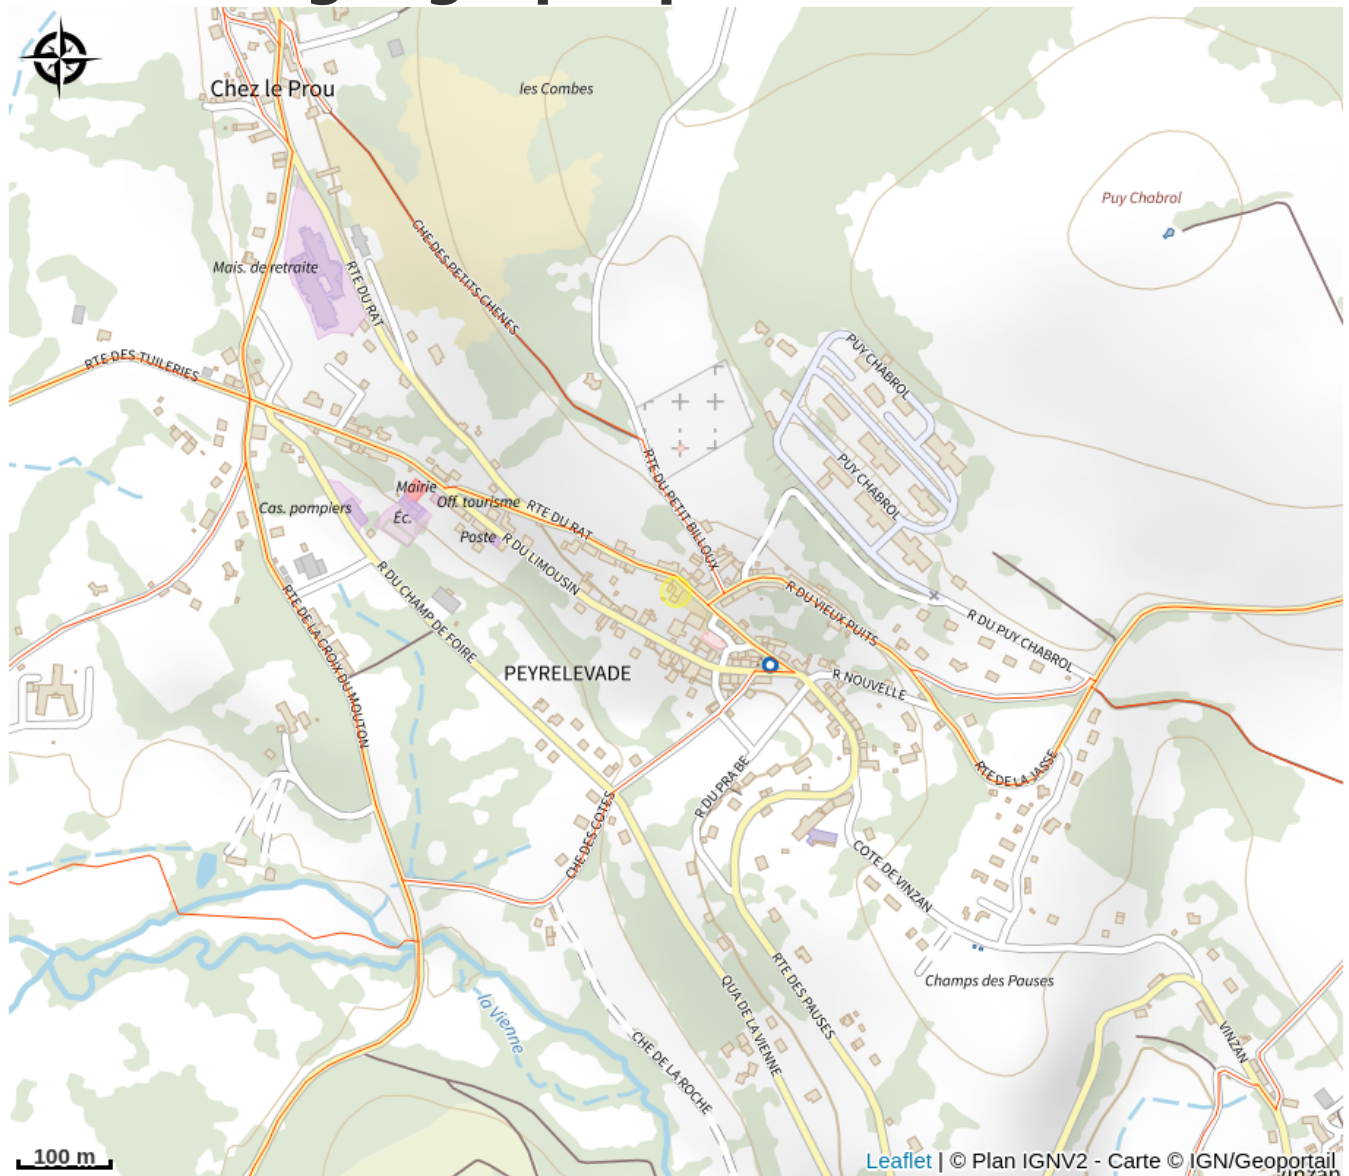 Chez le Prou
les Combes
Puy Chabrol
CHE DES PETITS CHENES
Mais. de retraite
RTE DU RAT
RTE DES TUILERIES
PUY CHABROL
PUY CHABROL
Mairie
Off. tourisme
RTE DU RAT
Cas. pompiers
Éc.
Poste
R DU LIMOUSIN
RTE DU PETIT BILLOUX
R DU CHAMP DE FOIRE
RTE DE LA CROIX DU MOUTON
R DU VIEUX PUITS
R DU PUY CHABROL
PEYRELEVADE
R NOUVELLE
R DU PRA BE
RTE DE LA JASSE
CHE DES COTES
COTE DE VINZAN
Champs des Pauses
RTE DES PAUSES
QUA DE LA VIENNE
la Vienne
CHE DE LA ROCHE
VINZAN
100 m
Leaflet | © Plan IGNV2 - Carte © IGN/Geoportail
Vinzan